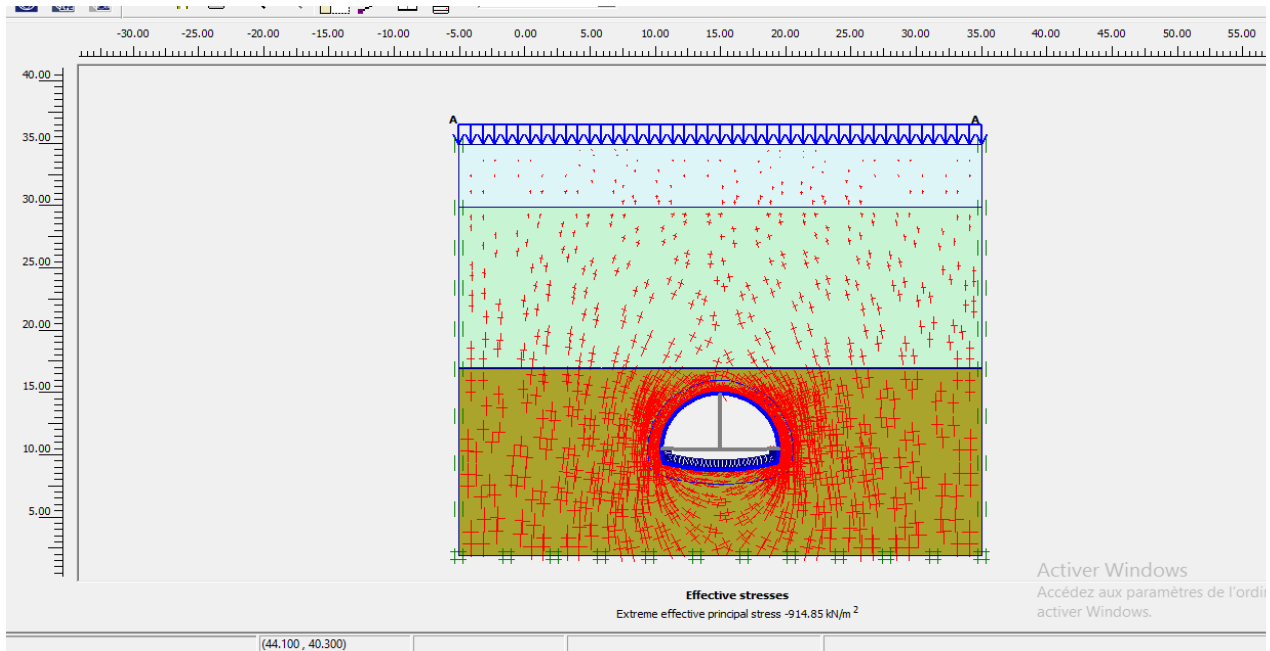 -30.00 -25.00 -20.00 -15.00 -10.00 -5.00 0.00 5.00 10.00 15.00 20.00 25.00 30.00 35.00 40.00 45.00 50.00 55.00
40.00
A A
35.00
30.00
25.00
20.00
15.00
10.00
5.00
Activer Windows
Effective stresses
Accédez aux paramètres de l'ordi
Extreme effective principal stress -914.85 kN/m²
activer Windows.
(44.100 , 40.300)